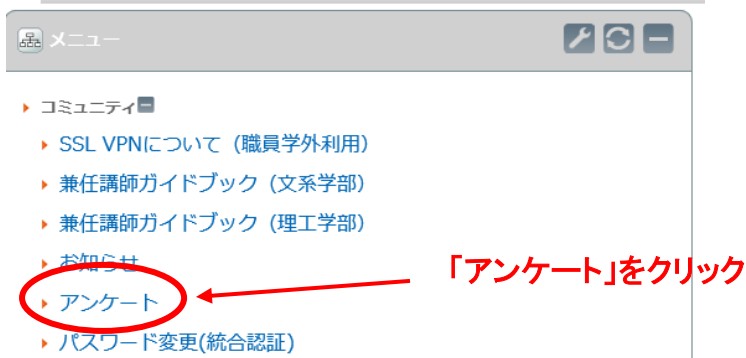 メニュー
コミュニティ
SSL VPNについて（職員学外利用）
兼任講師ガイドブック（文系学部）
兼任講師ガイドブック（理工学部）
お知らせ
「アンケート」をクリック
アンケート
パスワード変更(統合認証)